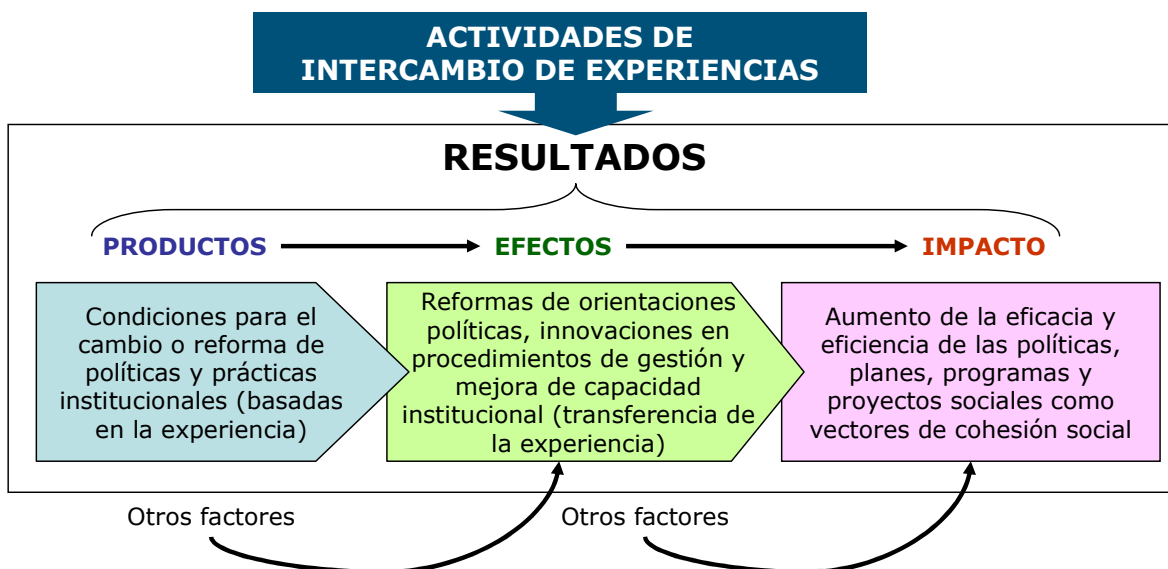 ACTIVIDADES DE
INTERCAMBIO DE EXPERIENCIAS
RESULTADOS
PRODUCTOS
EFECTOS
IMPACTO
Condiciones para el
cambio o reforma de
políticas y prácticas
institucionales (basadas
en la experiencia)
Reformas de orientaciones
políticas, innovaciones en
procedimientos de gestión y
mejora de capacidad
institucional (transferencia de
la experiencia)
Aumento de la eficacia y
eficiencia de las políticas,
planes, programas y
proyectos sociales como
vectores de cohesión social
Otros factores
Otros factores